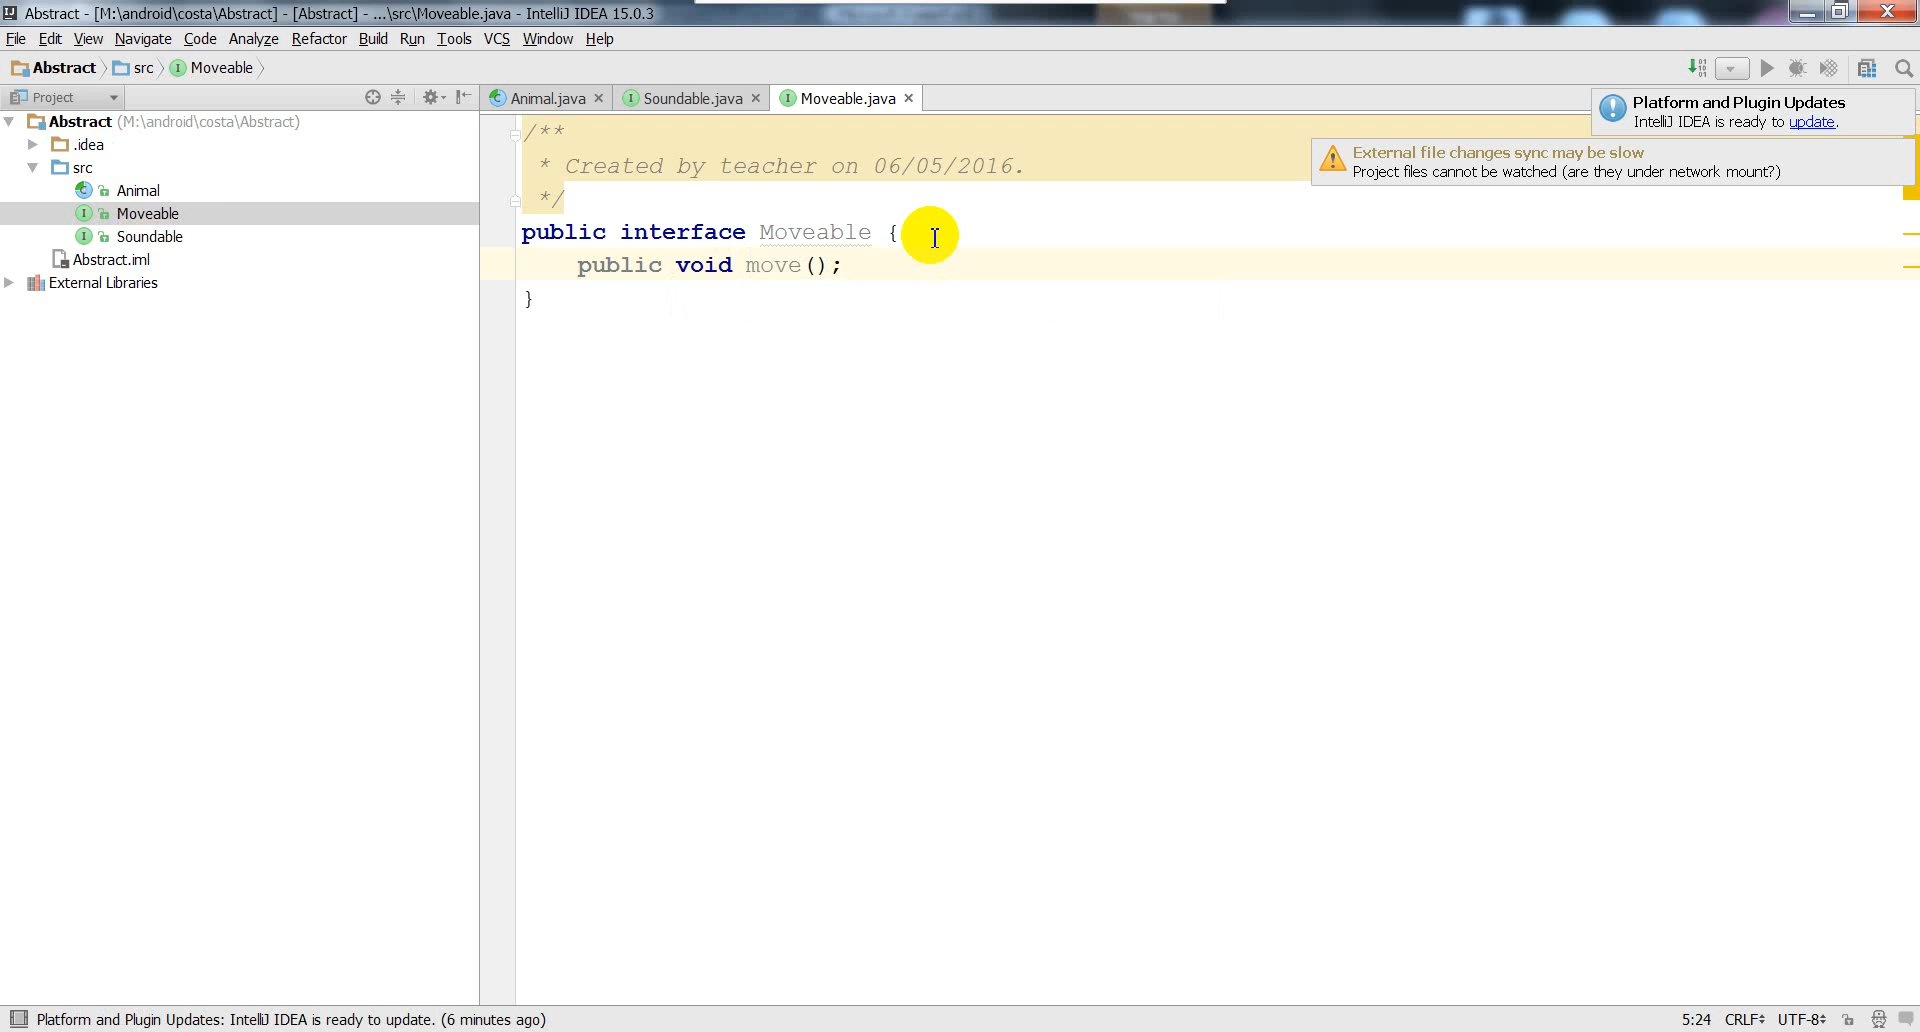 Abstract - [M:\android\costa\Abstract] - [Abstract] - ...\src\Moveable.java - IntelliJ IDEA 15.0.3
File Edit View Navigate Code Analyze Refactor Build Run Tools VCS Window Help
Abstract src Moveable
Project
Animal.java Soundable.java Moveable.java
Abstract (M:\android\costa\Abstract)
.idea
src
Animal
Moveable
Soundable
Abstract.iml
External Libraries
/**
* Created by teacher on 06/05/2016.
*/
public interface Moveable {
public void move();
}
Platform and Plugin Updates
IntelliJ IDEA is ready to update.
External file changes sync may be slow
Project files cannot be watched (are they under network mount?)
Platform and Plugin Updates: IntelliJ IDEA is ready to update. (6 minutes ago)
5:24 CRLF UTF-8